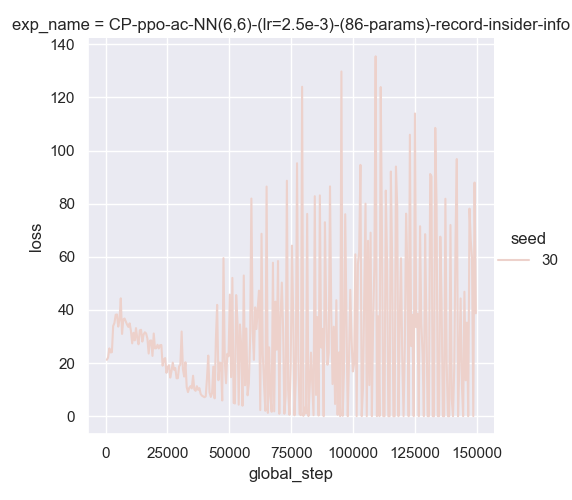 exp_name = CP-ppo-ac-NN(6,6)-(lr=2.5e-3)-(86-params)-record-insider-info
140
120
100
80
60
40
20
0
loss
0 25000 50000 75000 100000 125000 150000
global_step
seed
30